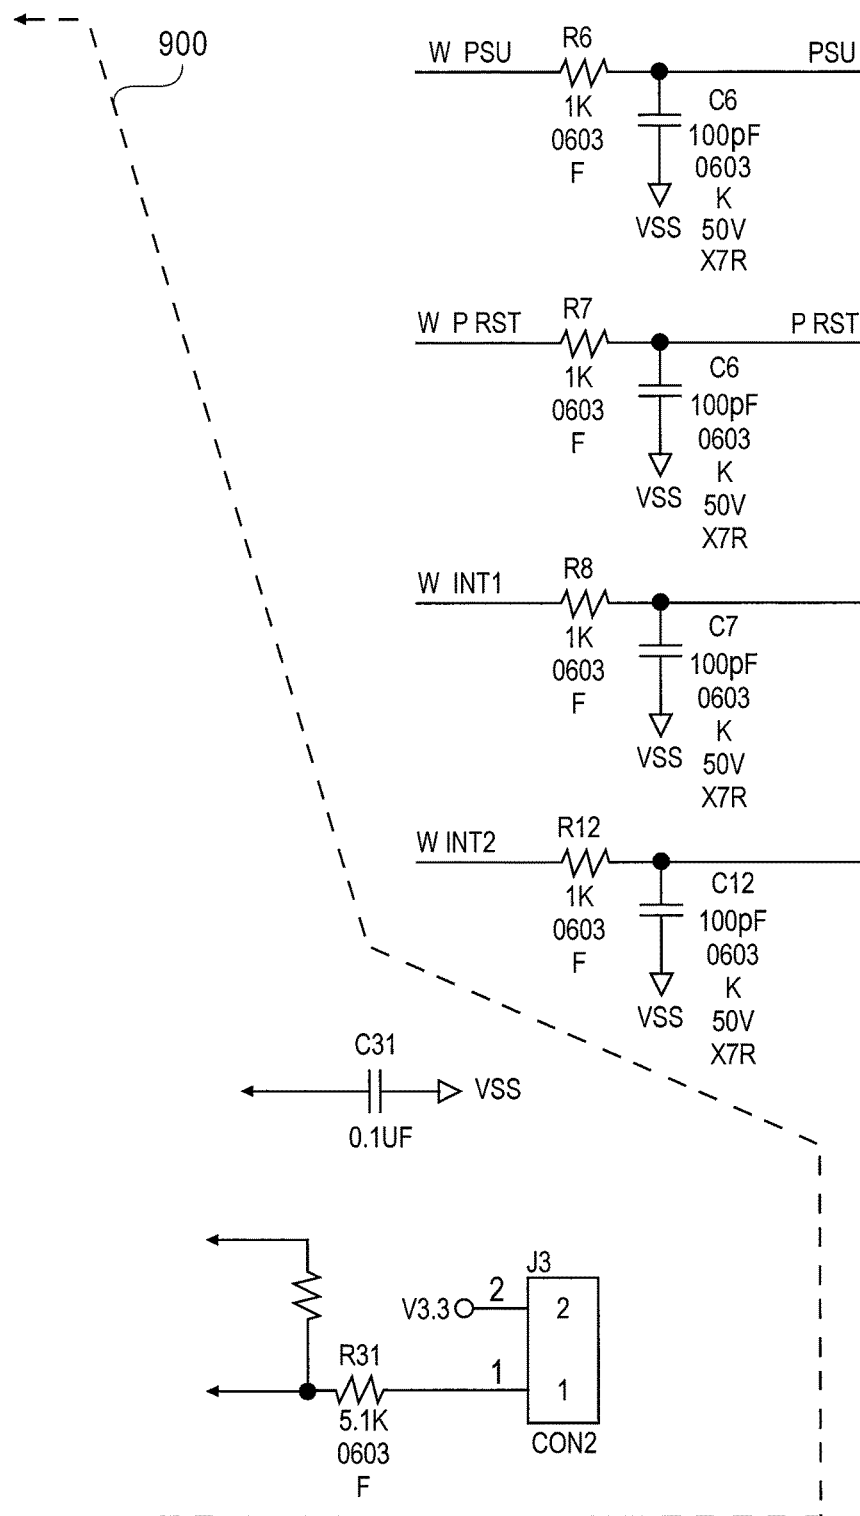 900
W PSU
R6
PSU
1K
0603
F
C6
100pF
0603
K
50V
X7R
VSS
W P RST
R7
P RST
1K
0603
F
C6
100pF
0603
K
50V
X7R
VSS
W INT1
R8
1K
0603
F
C7
100pF
0603
K
50V
X7R
VSS
W INT2
R12
1K
0603
F
C12
100pF
0603
K
50V
X7R
VSS
C31
VSS
0.1UF
J3
V3.3
2
2
R31
1
1
5.1K
0603
F
CON2